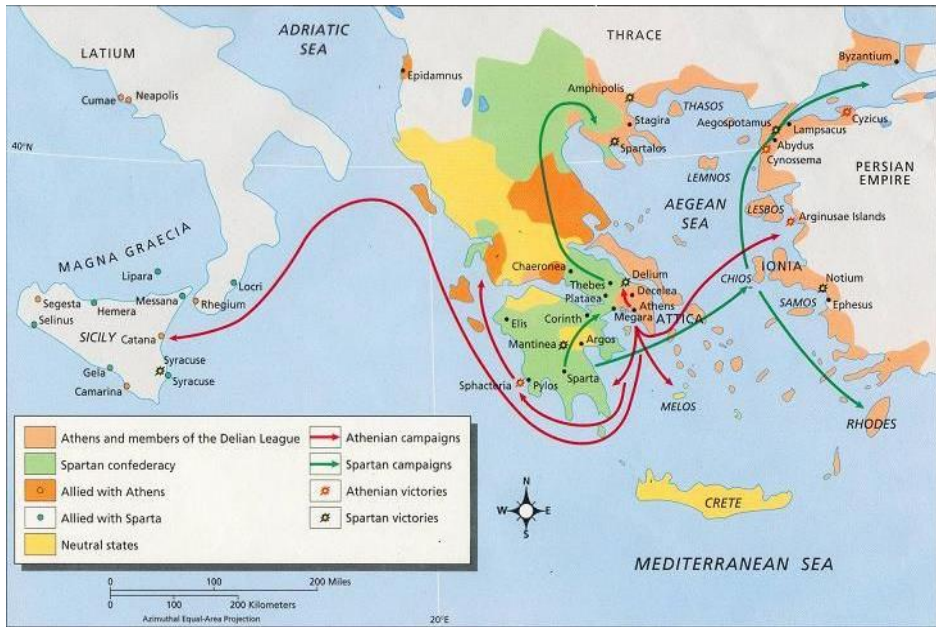 ADRIATIC
SEA
LATIUM
THRACE
Byzantium
Epidamnus
Cumae
Neapolis
Amphipolis
THASOS
Stagira
Aegospotamus
Lampsacus
Cyzicus
Spartalos
Abydus
Cynossema
40°N
40°N
LEMNOS
PERSIAN
EMPIRE
AEGEAN
SEA
LESBOS
Arginusae Islands
MAGNA GRAECIA
Lipara
Locri
Chaeronea
Delium
IONIA
Notium
Segesta
Messana
Rhegium
Thebes
Decelea
CHIOS
Hemera
Plataea
Athens
SAMOS
Ephesus
Selinus
Elis
Corinth
Megara
ATTICA
SICILY
Catana
Mantinea
Argos
Syracuse
Gela
Syracuse
Sphacteria
Pylos
Sparta
Camarina
MELOS
RHODES
Athens and members of the Delian League
Athenian campaigns
Spartan confederacy
Spartan campaigns
Allied with Athens
Athenian victories
Allied with Sparta
Spartan victories
Neutral states
N
W
E
S
CRETE
MEDITERRANEAN SEA
0
100
200 Miles
0
100
200 Kilometers
Azimuthal Equal-Area Projection
20°E